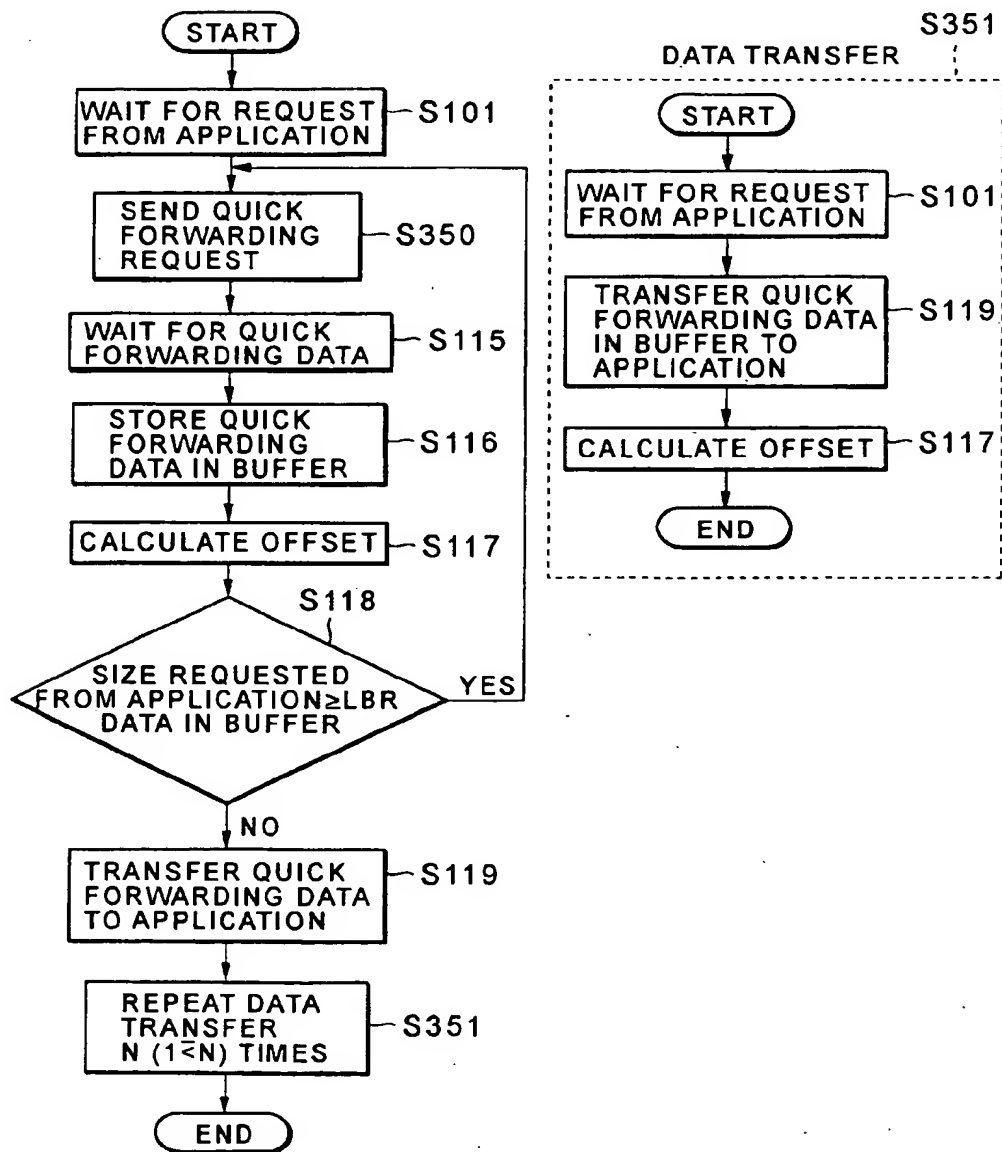 START
WAIT FOR REQUEST
FROM APPLICATION
S101
SEND QUICK
FORWARDING
REQUEST
S350
WAIT FOR QUICK
FORWARDING DATA
S115
STORE QUICK
FORWARDING
DATA IN BUFFER
S116
CALCULATE OFFSET
S117
S118
SIZE REQUESTED
FROM APPLICATION≥LBR
DATA IN BUFFER
YES
NO
TRANSFER QUICK
FORWARDING DATA
TO APPLICATION
S119
REPEAT DATA
TRANSFER
N (1≤N) TIMES
S351
END
S351
DATA TRANSFER
START
WAIT FOR REQUEST
FROM APPLICATION
S101
TRANSFER QUICK
FORWARDING DATA
IN BUFFER TO
APPLICATION
S119
CALCULATE OFFSET
S117
END